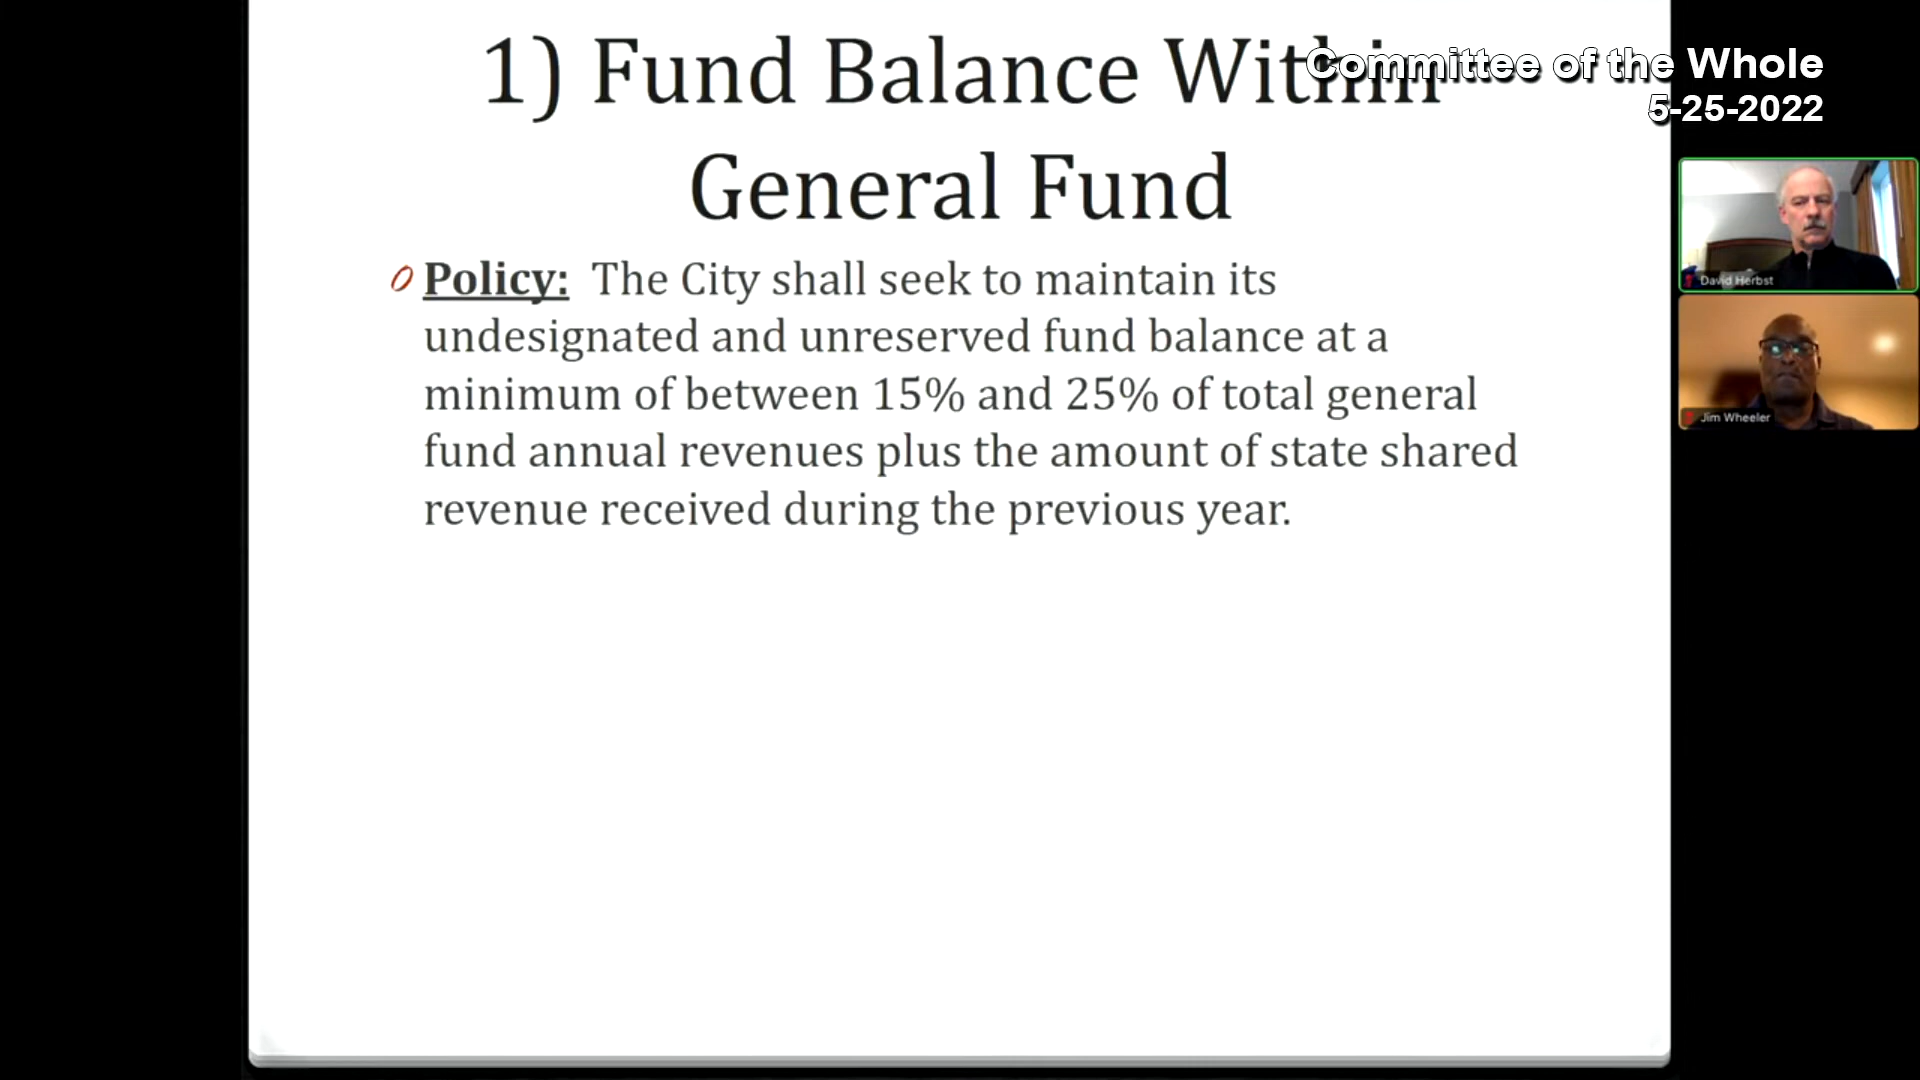 1) Fund Balance Within
General Fund
Committee of the Whole
5-25-2022
Policy: The City shall seek to maintain its
undesignated and unreserved fund balance at a
minimum of between 15% and 25% of total general
fund annual revenues plus the amount of state shared
revenue received during the previous year.
David Herbst
Jim Wheeler